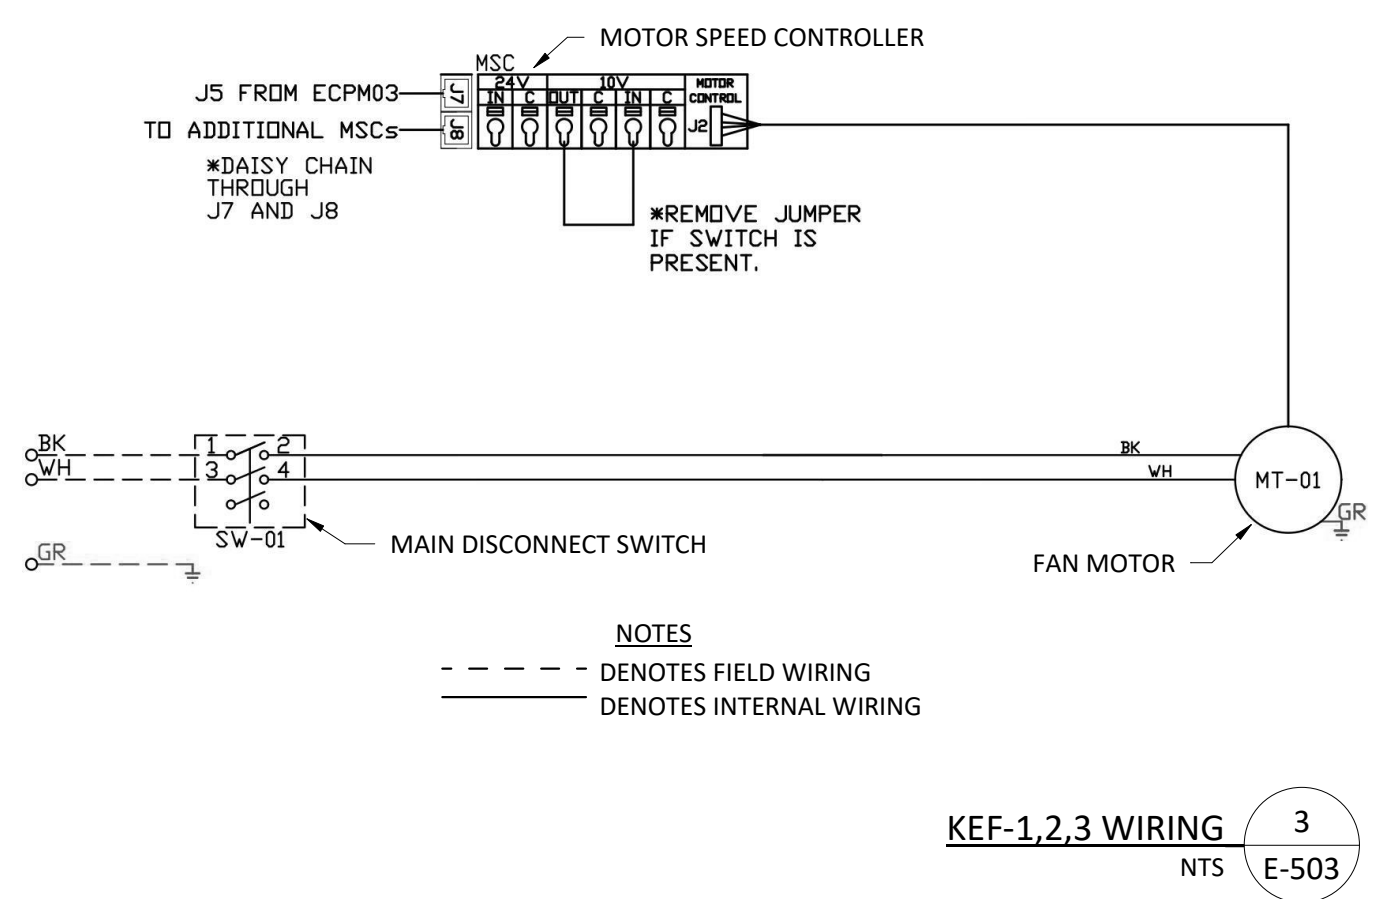 MOTOR SPEED CONTROLLER
MSC
24V 10V MOTOR
IN C OUT C IN C CONTROL
J7
J8
J2
J5 FROM ECPM03
TO ADDITIONAL MSCs
*DAISY CHAIN
THROUGH
J7 AND J8
*REMOVE JUMPER
IF SWITCH IS
PRESENT.
BK
WH
1 2
3 4
SW-01
GR
MAIN DISCONNECT SWITCH
BK
WH
MT-01
GR
FAN MOTOR
NOTES
DENOTES FIELD WIRING
DENOTES INTERNAL WIRING
KEF-1,2,3 WIRING
NTS
3
E-503